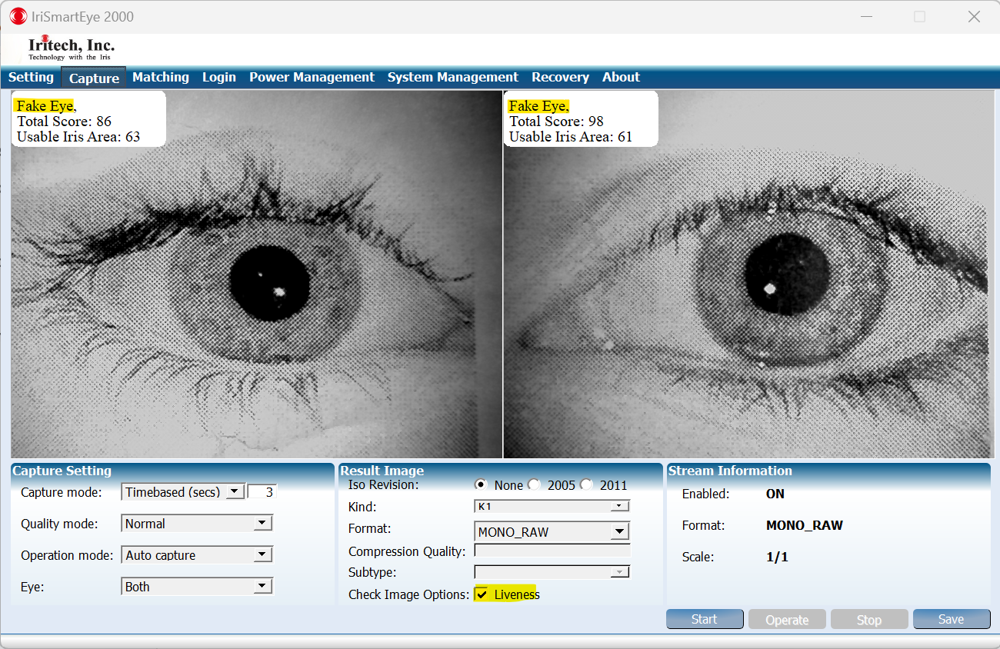 IriSmartEye 2000
Iritech, Inc.
Technology with the Iris
Setting Capture Matching Login Power Management System Management Recovery About
Fake Eye,
Total Score: 86
Usable Iris Area: 63
Fake Eye,
Total Score: 98
Usable Iris Area: 61
Capture Setting
Capture mode: Timebased (secs) 3
Quality mode: Normal
Operation mode: Auto capture
Eye: Both
Result Image
Iso Revision: None 2005 2011
Kind: K1
Format: MONO_RAW
Compression Quality:
Subtype:
Check Image Options: Liveness
Stream Information
Enabled: ON
Format: MONO_RAW
Scale: 1/1
Start Operate Stop Save